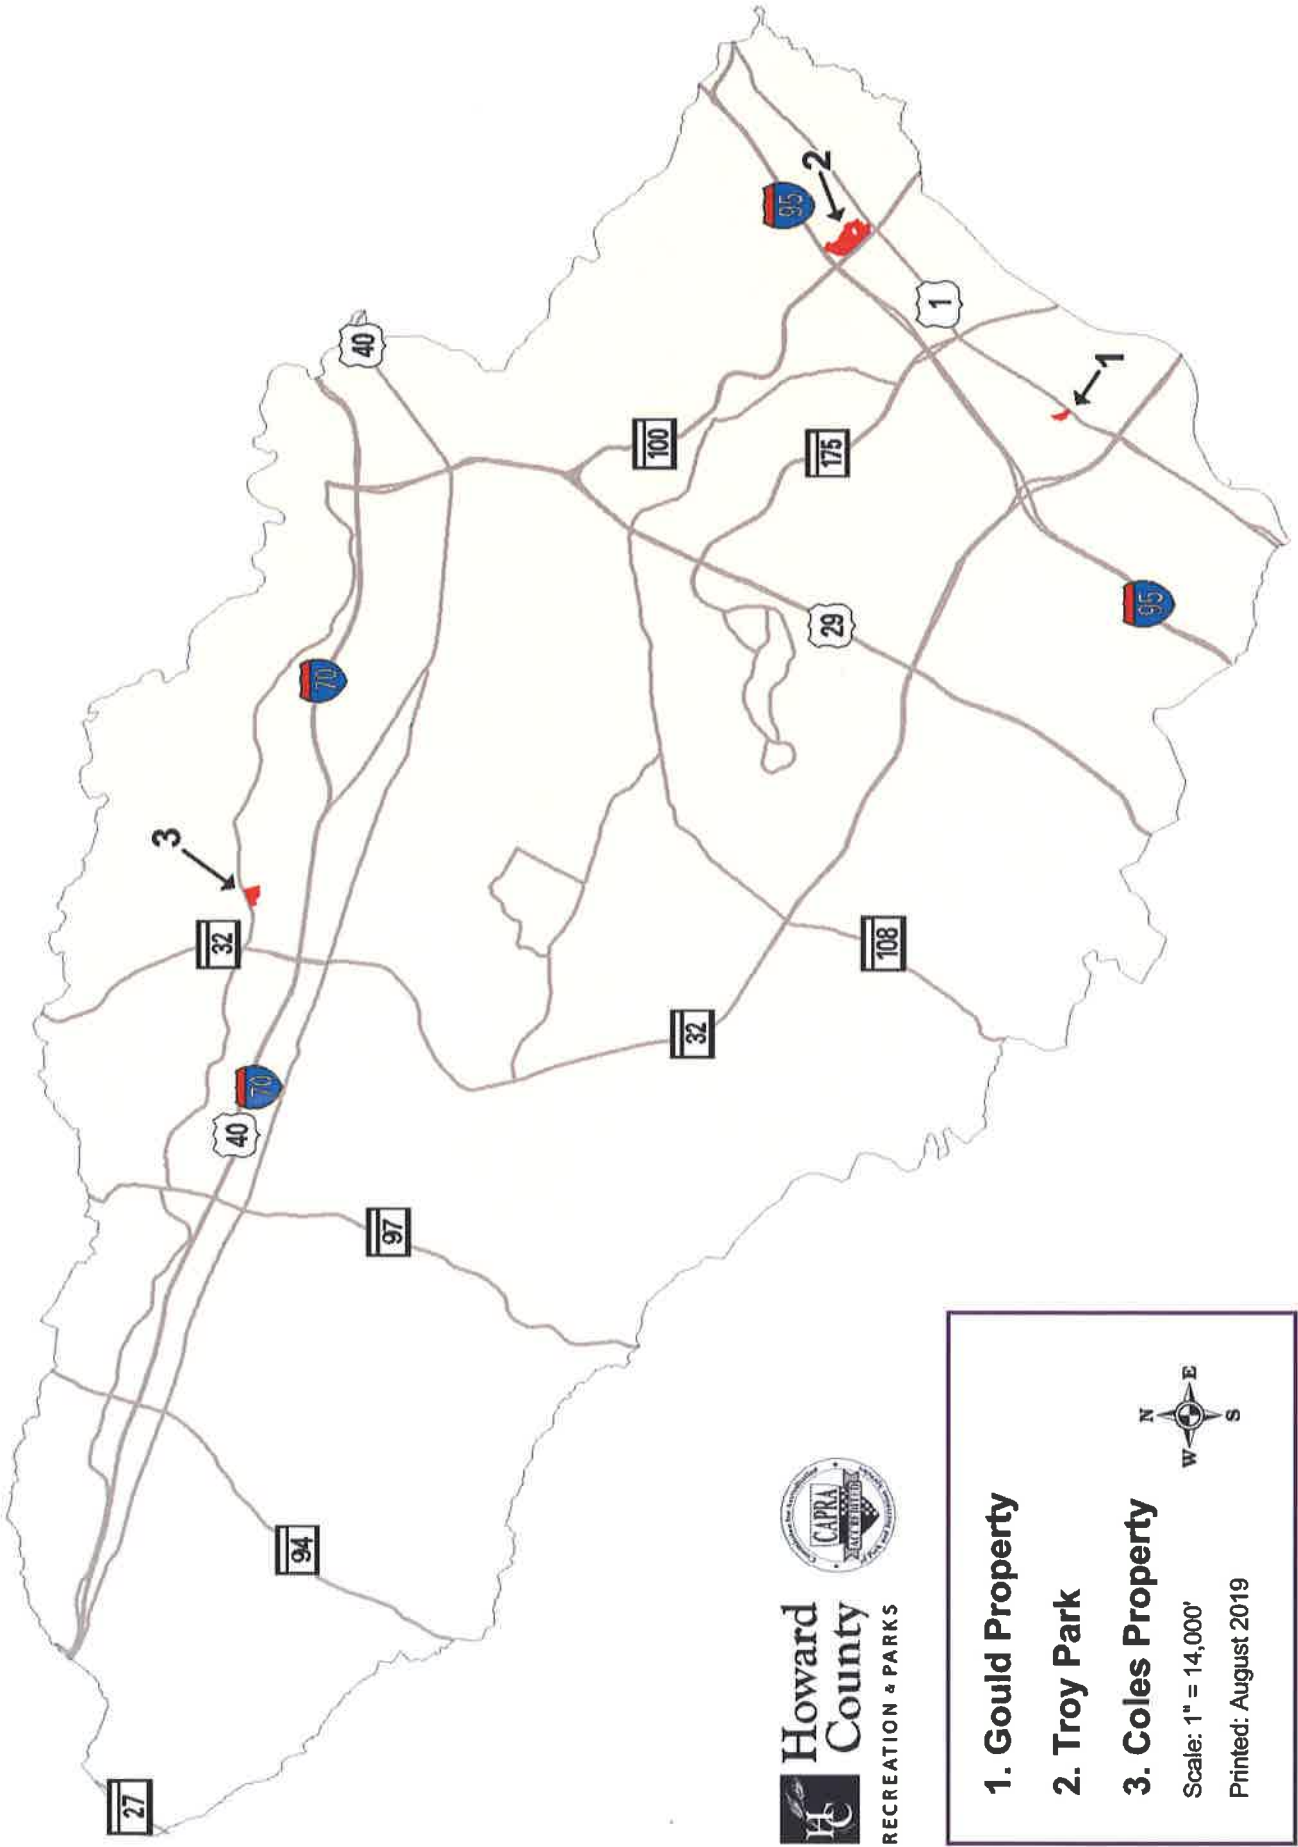 27
94
97
40
70
32
3
70
40
32
108
29
100
175
95
2
1
1
95
Howard
County
RECREATION & PARKS
CAPRA
ACCREDITED
1. Gould Property
2. Troy Park
3. Coles Property
Scale: 1" = 14,000'
Printed: August 2019
N
W
E
S